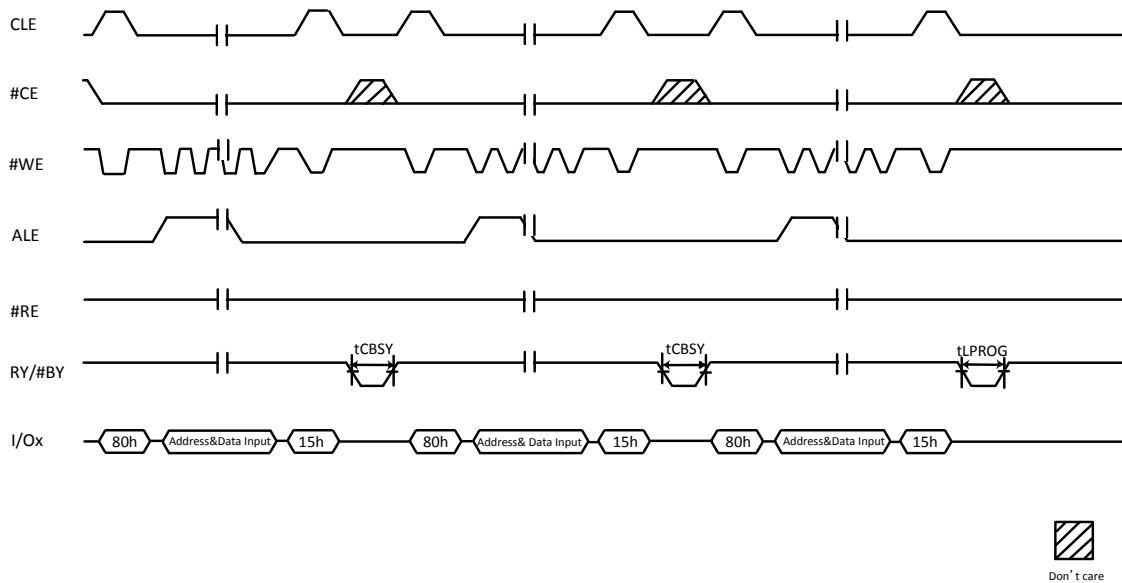 CLE
#CE
#WE
ALE
#RE
tCBSY tCBSY tLPROG
RY/#BY
I/Ox 80h Address&Data Input 15h 80h Address& Data Input 15h 80h Address&Data Input 15h
Don't care